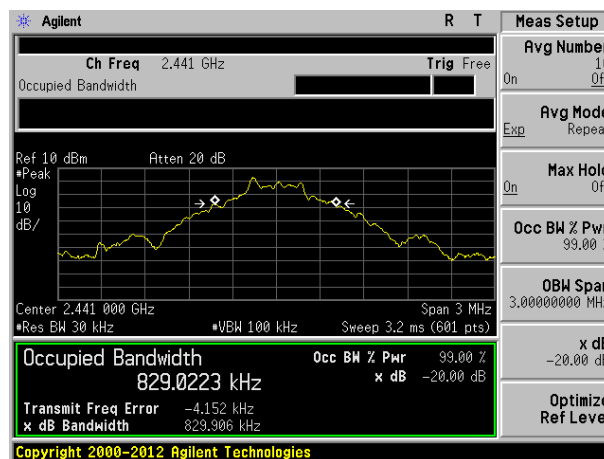 Agilent R T
Meas Setup
Ch Freq 2.441 GHz Trig Free
Occupied Bandwidth
Avg Number
On
Avg Mode
Exp
Max Hold
On
Occ BW % Pwr
99.00
OBW Span
3.00000000
x dB
-20.00
Optimize
Ref Level
Ref 10 dBm Atten 20 dB
#Peak
Log
10
dB/
Center 2.441 000 GHz Span 3 MHz
#Res BW 30 kHz #VBW 100 kHz Sweep 3.2 ms (601 pts)
Occupied Bandwidth Occ BW % Pwr 99.00 %
829.0223 kHz x dB -20.00 dB
Transmit Freq Error -4.152 kHz
x dB Bandwidth 829.906 kHz
Copyright 2000-2012 Agilent Technologies